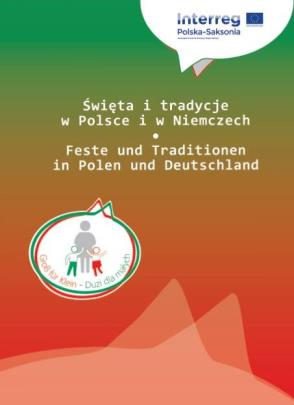 Interreg
Polska-Saksonia
Święta i tradycje
w Polsce i w Niemczech
•
Feste und Traditionen
in Polen und Deutschland
Groß für Klein - Duzi dla małych